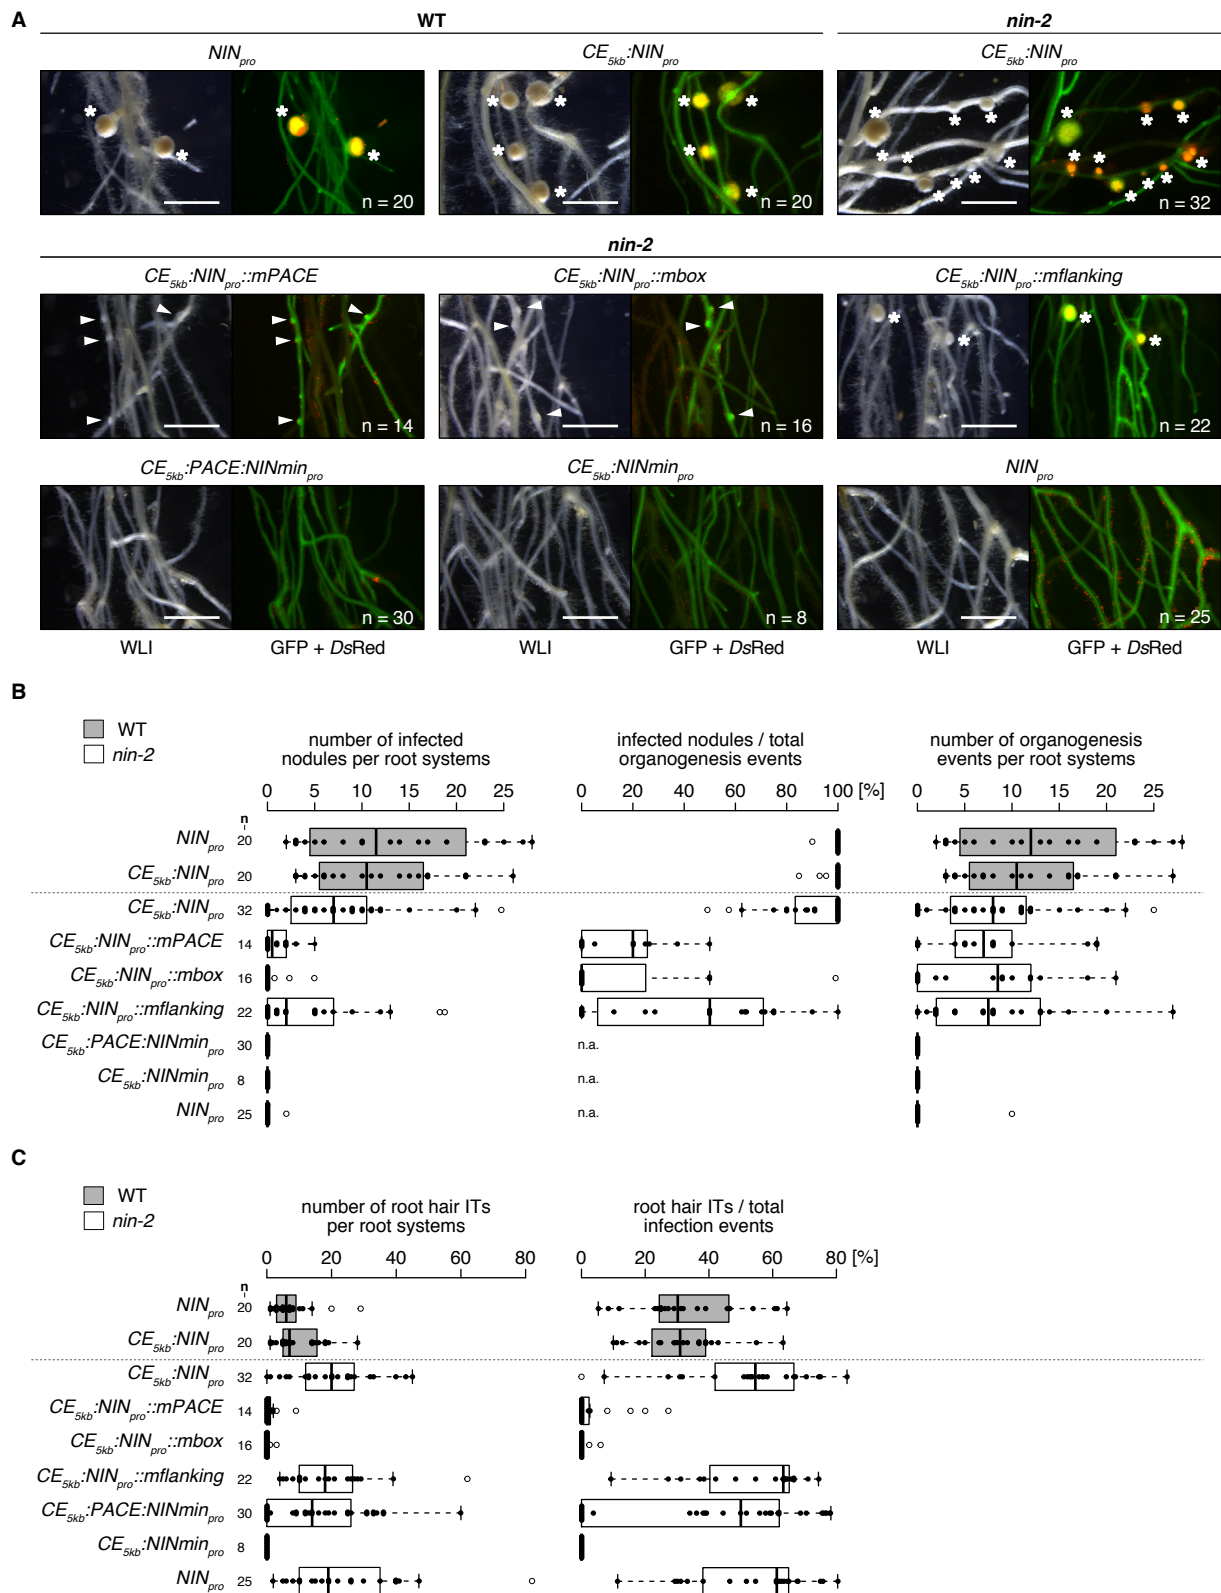 A
WT
nin-2
NINpro
CE5kb:NINpro
CE5kb:NINpro
* * * * * * * *
* * * * * * * *
* * * * * * * *
n = 20
n = 20
n = 32
nin-2
CE5kb:NINpro::mPACE
CE5kb:NINpro::mbox
CE5kb:NINpro::mflanking
* * * *
n = 14
n = 16
n = 22
CE5kb:PACE:NINminpro
CE5kb:NINminpro
NINpro
n = 30
n = 8
n = 25
WLI
GFP + DsRed
WLI
GFP + DsRed
WLI
GFP + DsRed
B
WT
nin-2
number of infected
nodules per root systems
infected nodules / total
organogenesis events
number of organogenesis
events per root systems
0 5 10 15 20 25
0 20 40 60 80 100 [%]
0 5 10 15 20 25
n
NINpro 20
CE5kb:NINpro 20
CE5kb:NINpro 32
CE5kb:NINpro::mPACE 14
CE5kb:NINpro::mbox 16
CE5kb:NINpro::mflanking 22
CE5kb:PACE:NINminpro 30 n.a.
CE5kb:NINminpro 8 n.a.
NINpro 25 n.a.
C
WT
nin-2
number of root hair ITs
per root systems
root hair ITs / total
infection events
0 20 40 60 80
0 20 40 60 80 [%]
n
NINpro 20
CE5kb:NINpro 20
CE5kb:NINpro 32
CE5kb:NINpro::mPACE 14
CE5kb:NINpro::mbox 16
CE5kb:NINpro::mflanking 22
CE5kb:PACE:NINminpro 30
CE5kb:NINminpro 8
NINpro 25